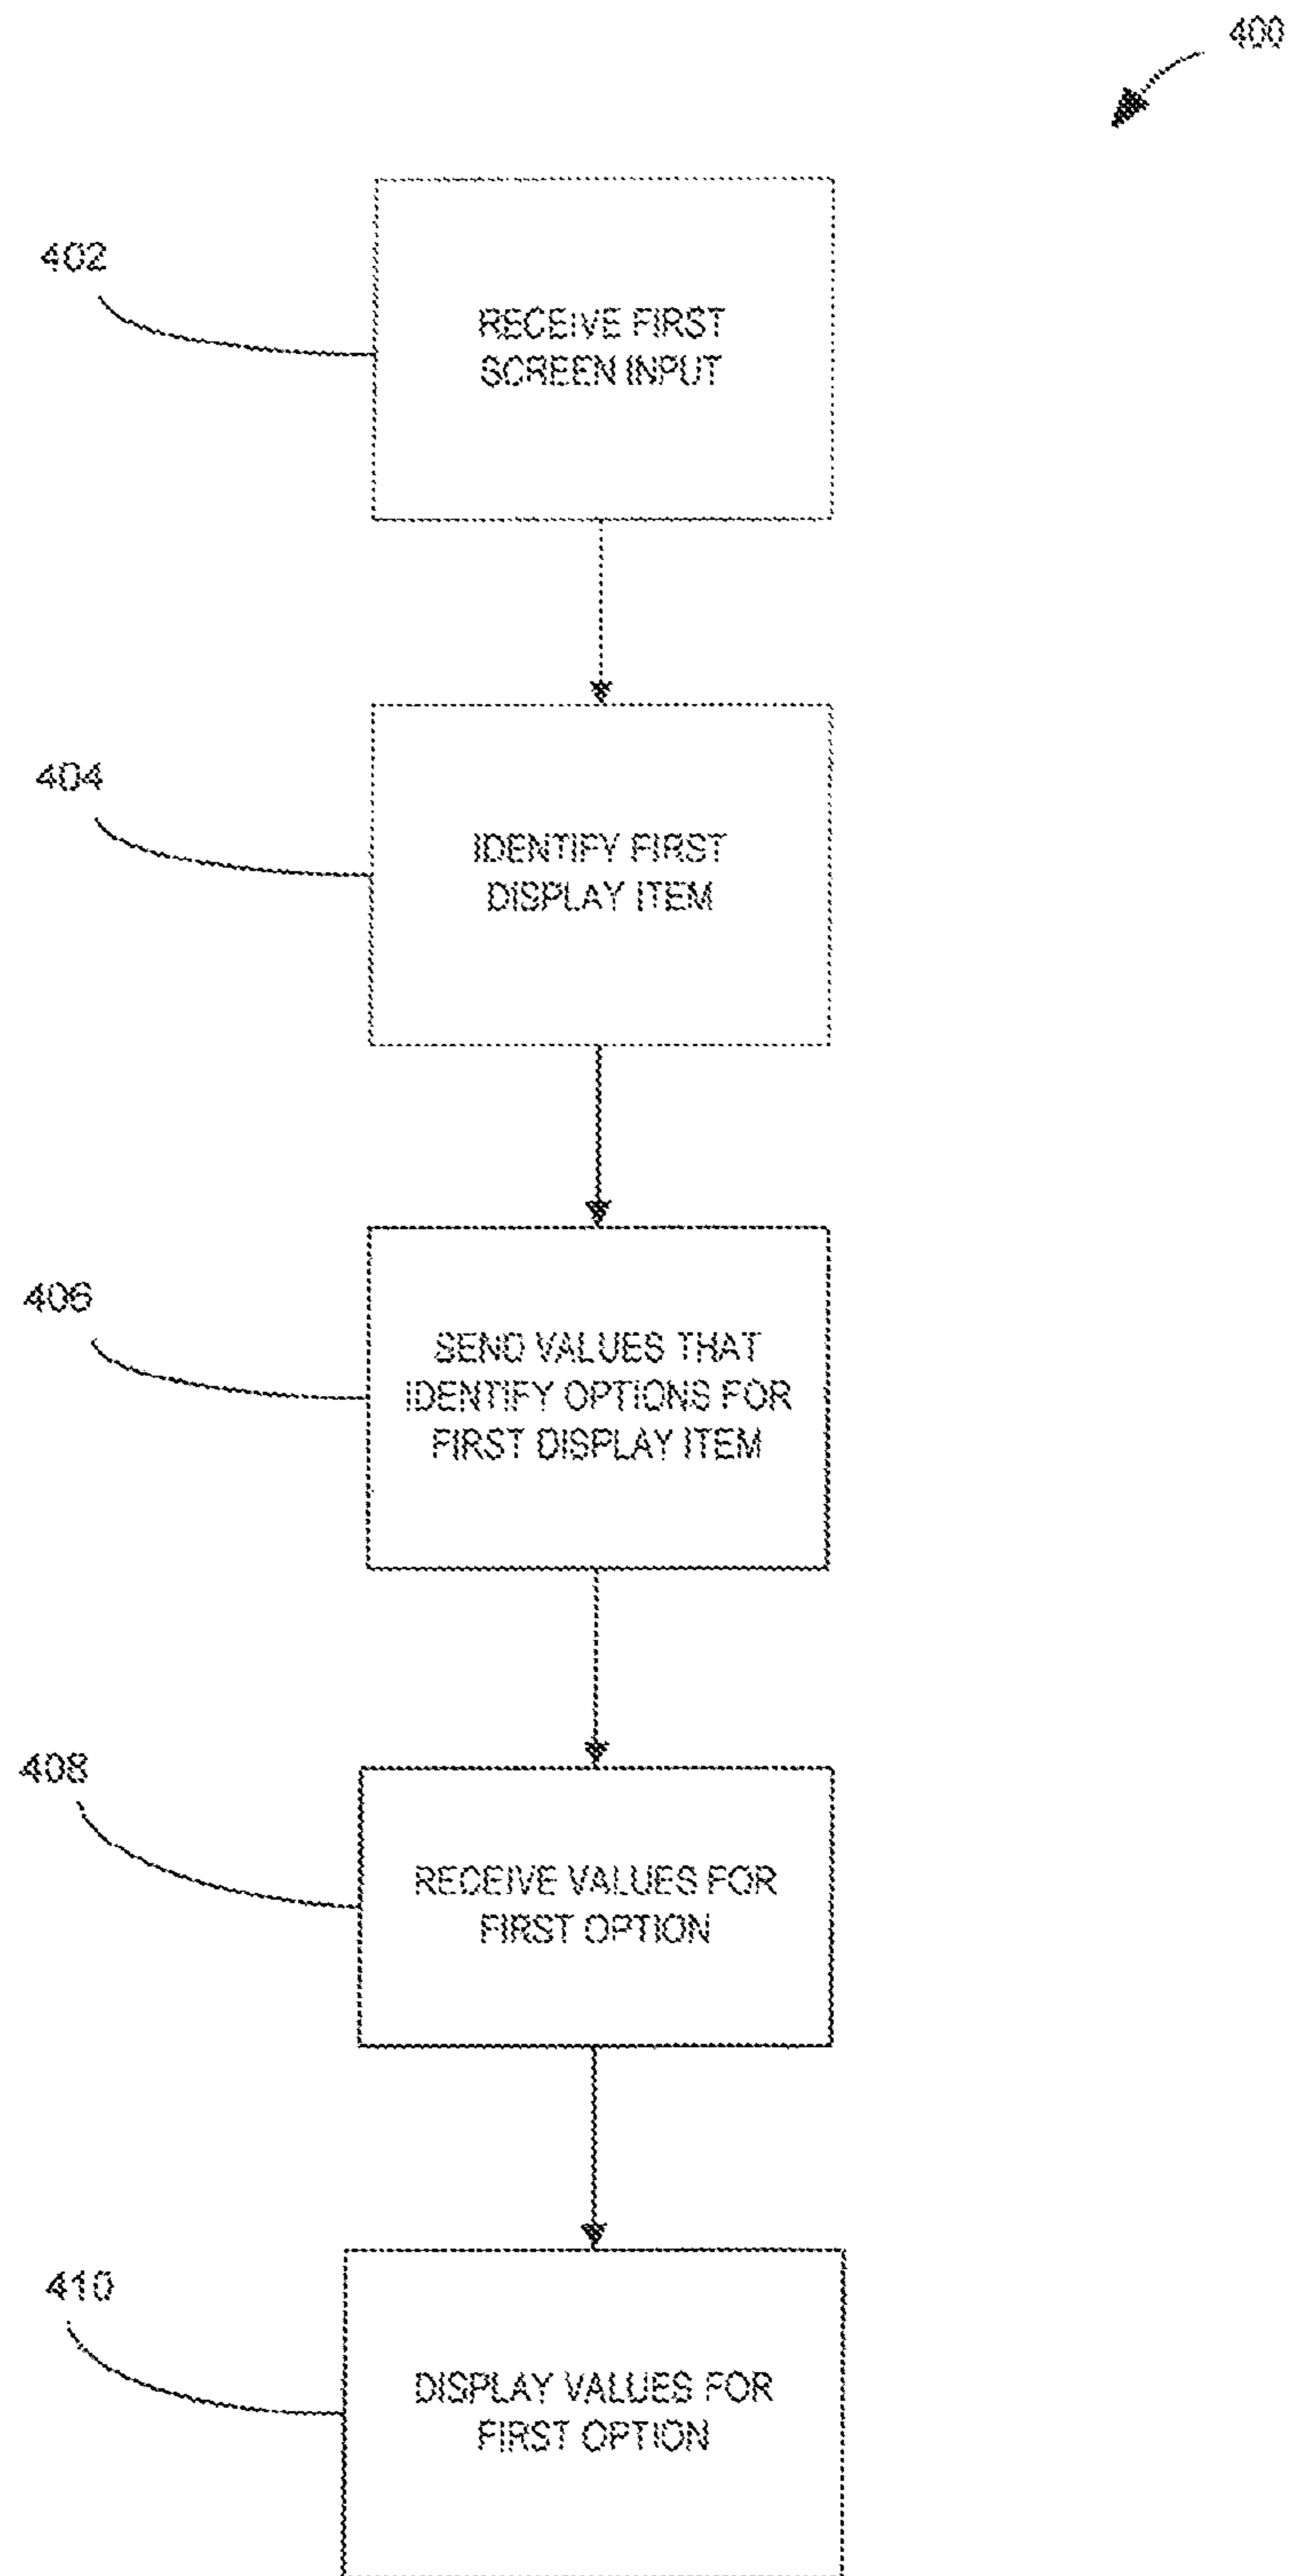 400
402
RECEIVE FIRST
SCREEN INPUT
404
IDENTIFY FIRST
DISPLAY ITEM
406
SEND VALUES THAT
IDENTIFY OPTIONS FOR
FIRST DISPLAY ITEM
408
RECEIVE VALUES FOR
FIRST OPTION
410
DISPLAY VALUES FOR
FIRST OPTION